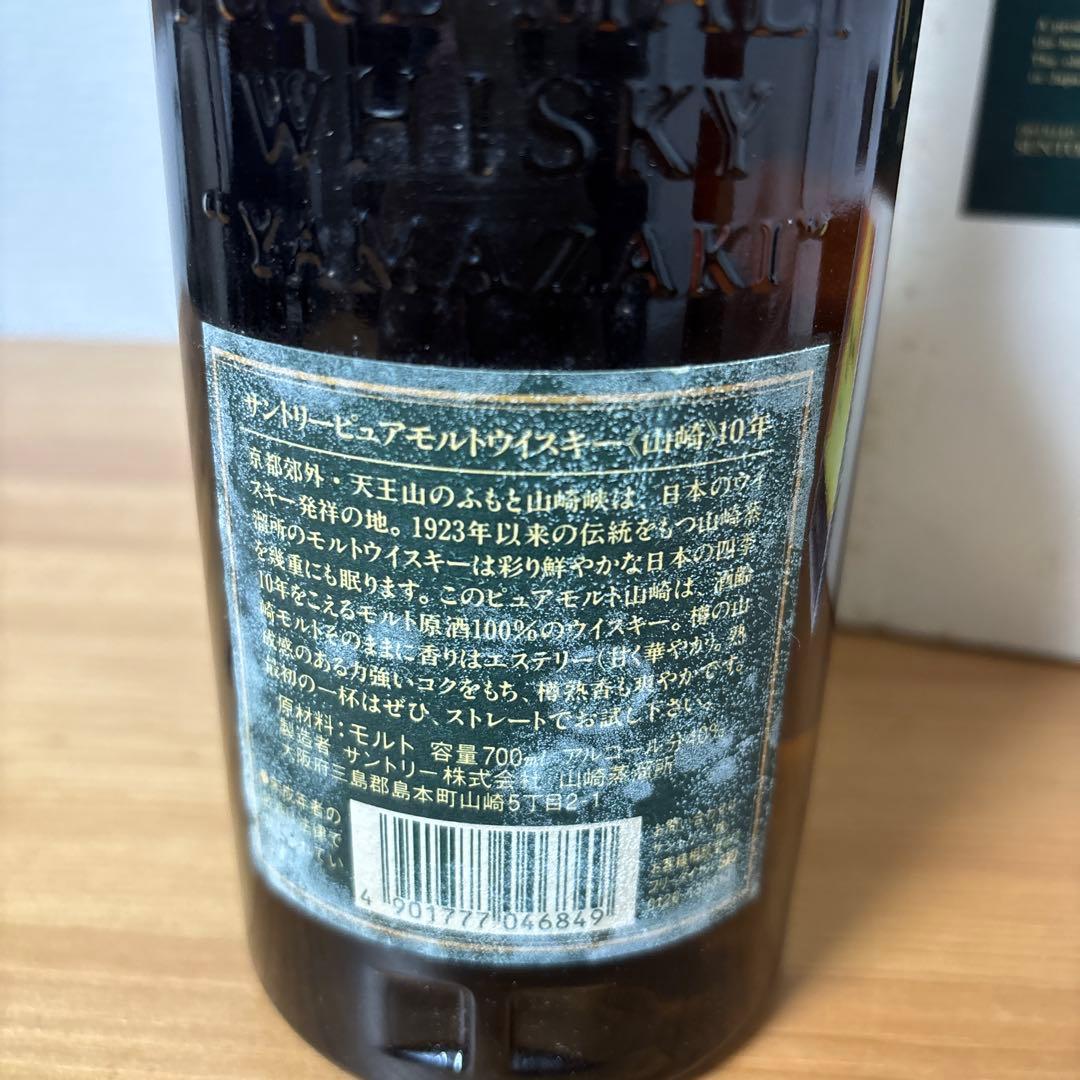 PURE MALT
WHISKY
"YAMAZAKI"
サントリーピュアモルトウイスキー《山崎》10年
京都郊外・天王山のふもと山崎峡は、日本のウイ
スキー発祥の地。1923年以来の伝統をもつ山崎蒸
溜所のモルトウイスキーは彩り鮮やかな日本の四季
を幾重にも眠ります。このピュアモルト山崎は、酒齢
10年をこえるモルト原酒100%のウイスキー。樽の山
崎モルトそのままに香りはエステリー(甘く華やか)。熟
成感のある力強いコクをもち、樽熟香も爽やかです。
最初の一杯はぜひ、ストレートでお試し下さい。
原材料:モルト 容量700ml アルコール分40%
製造者 サントリー株式会社 山崎蒸溜所
大阪府三島郡島本町山崎5丁目2-1
4 901777 046849